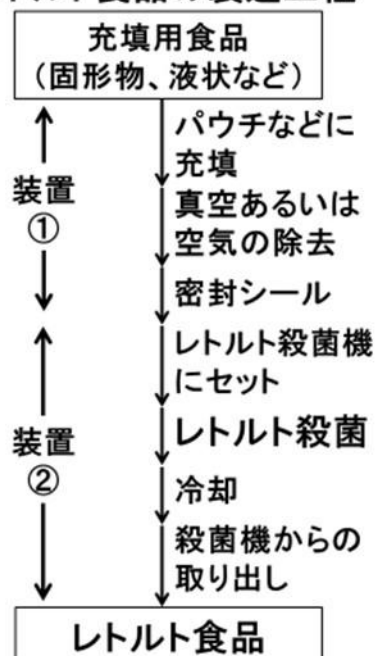 充填用食品
（固形物、液状など）
パウチなどに
充填
真空あるいは
空気の除去
密封シール
装置
①
レトルト殺菌機
にセット
レトルト殺菌
冷却
殺菌機からの
取り出し
装置
②
レトルト食品